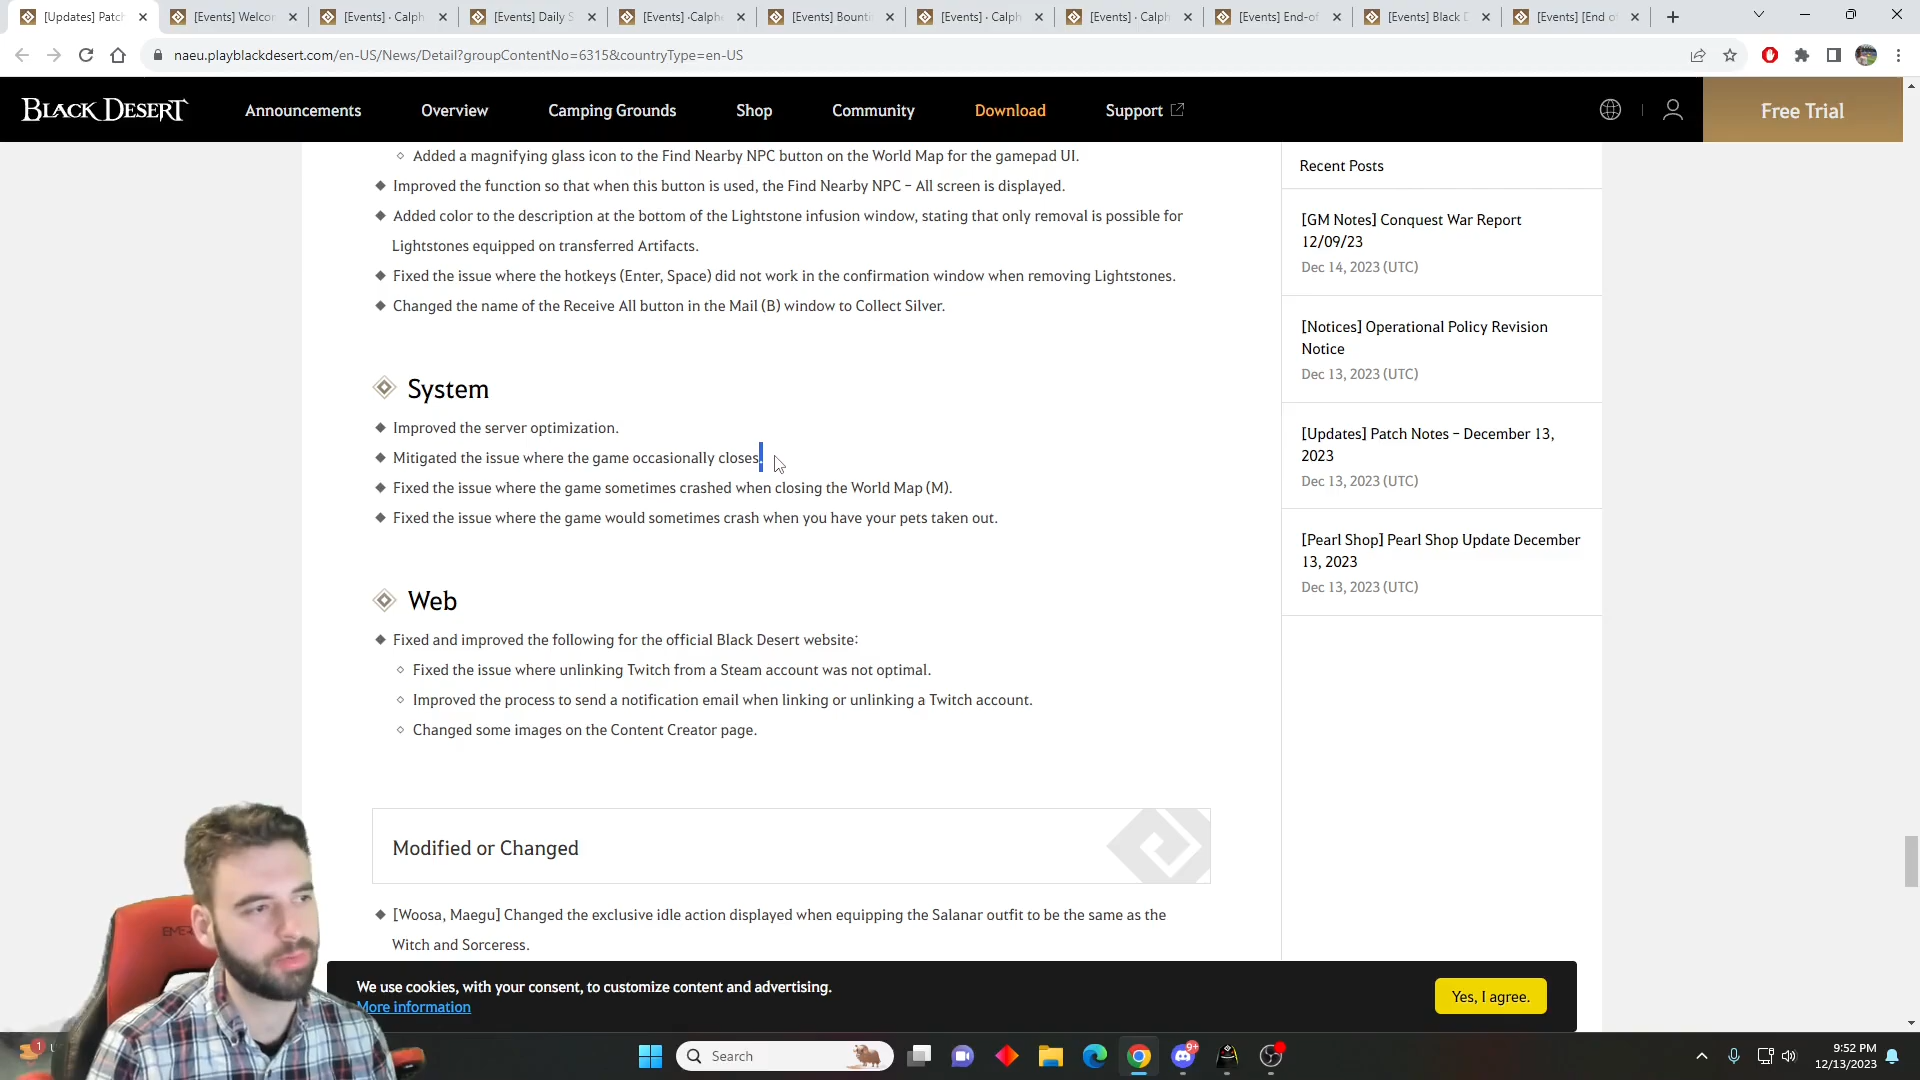 [Updates] Patch
[Events] Welcom
[Events] · Calph
[Events] Daily S
[Events] ·Calphe
[Events] Bounti
[Events] · Calph
[Events] · Calph
[Events] End-of
[Events] Black D
[Events] [End of
naeu.playblackdesert.com/en-US/News/Detail?groupContentNo=6315&countryType=en-US
BLACK DESERT
Announcements
Overview
Camping Grounds
Shop
Community
Download
Support
Free Trial
Added a magnifying glass icon to the Find Nearby NPC button on the World Map for the gamepad UI.
Improved the function so that when this button is used, the Find Nearby NPC – All screen is displayed.
Added color to the description at the bottom of the Lightstone infusion window, stating that only removal is possible for
Lightstones equipped on transferred Artifacts.
Fixed the issue where the hotkeys (Enter, Space) did not work in the confirmation window when removing Lightstones.
Changed the name of the Receive All button in the Mail (B) window to Collect Silver.
System
Improved the server optimization.
Mitigated the issue where the game occasionally closes.
Fixed the issue where the game sometimes crashed when closing the World Map (M).
Fixed the issue where the game would sometimes crash when you have your pets taken out.
Web
Fixed and improved the following for the official Black Desert website:
Fixed the issue where unlinking Twitch from a Steam account was not optimal.
Improved the process to send a notification email when linking or unlinking a Twitch account.
Changed some images on the Content Creator page.
Modified or Changed
[Woosa, Maegu] Changed the exclusive idle action displayed when equipping the Salanar outfit to be the same as the
Witch and Sorceress.
Recent Posts
[GM Notes] Conquest War Report
12/09/23
Dec 14, 2023 (UTC)
[Notices] Operational Policy Revision
Notice
Dec 13, 2023 (UTC)
[Updates] Patch Notes – December 13,
2023
Dec 13, 2023 (UTC)
[Pearl Shop] Pearl Shop Update December
13, 2023
Dec 13, 2023 (UTC)
We use cookies, with your consent, to customize content and advertising.
More information
Yes, I agree.
1
Search
9+
9:52 PM
12/13/2023